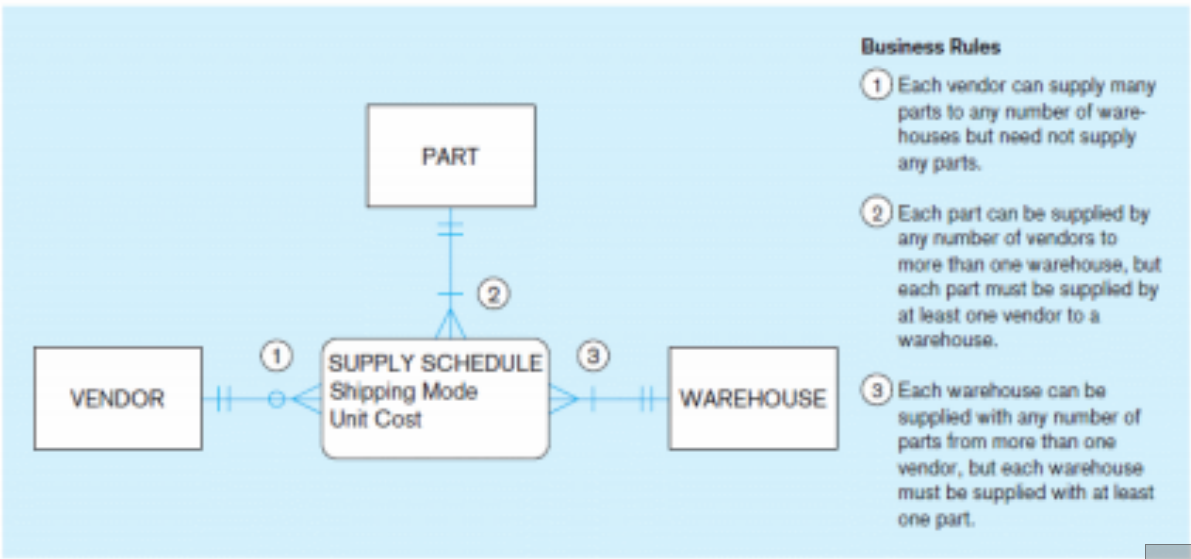 PART
2
1
3
VENDOR
SUPPLY SCHEDULE
Shipping Mode
Unit Cost
WAREHOUSE
Business Rules
1 Each vendor can supply many
parts to any number of ware-
houses but need not supply
any parts.
2 Each part can be supplied by
any number of vendors to
more than one warehouse, but
each part must be supplied by
at least one vendor to a
warehouse.
3 Each warehouse can be
supplied with any number of
parts from more than one
vendor, but each warehouse
must be supplied with at least
one part.